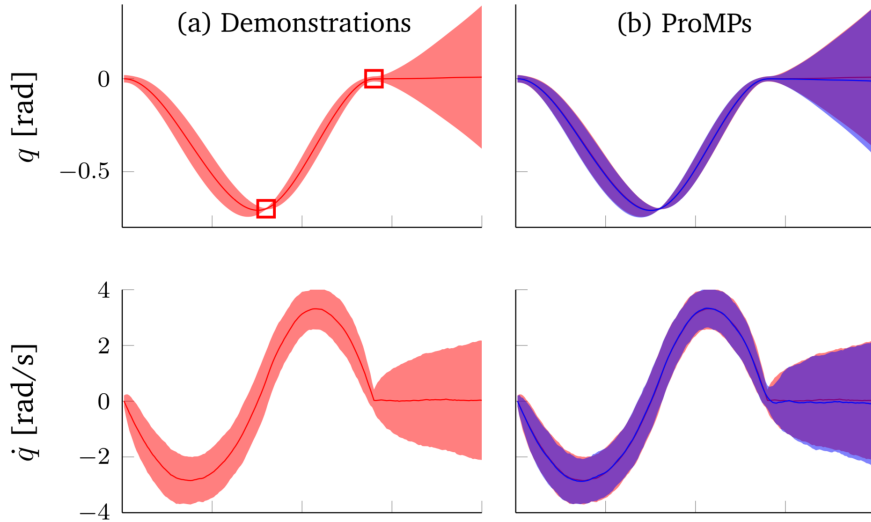 (a) Demonstrations
(b) ProMPs
q [rad]
0
−0.5
q̇ [rad/s]
4
2
0
−2
−4